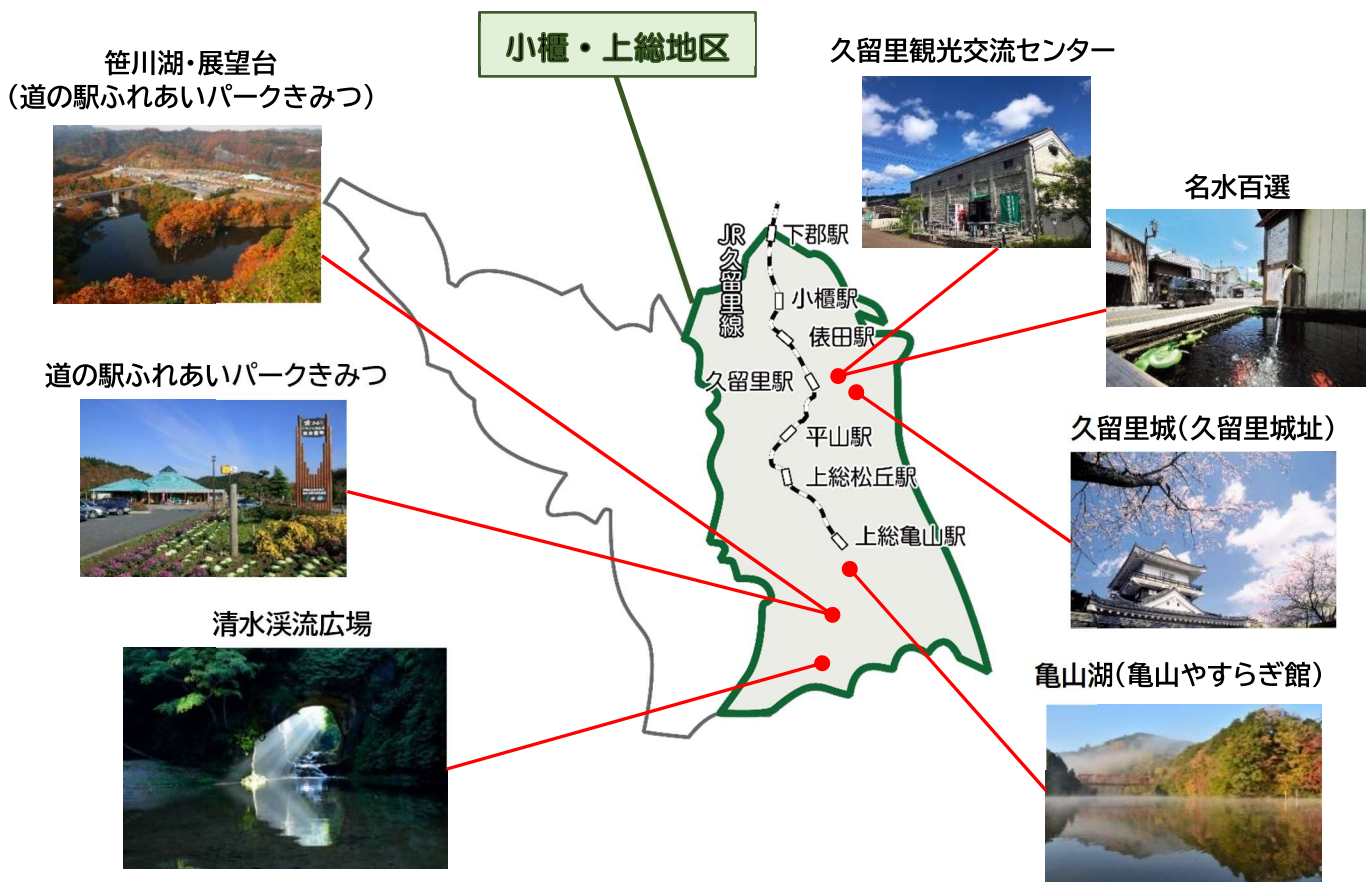 小櫃・上総地区
笹川湖・展望台
（道の駅ふれあいパークきみつ）
久留里観光交流センター
名水百選
JR久留里線
下郡駅
小櫃駅
俵田駅
久留里駅
平山駅
上総松丘駅
上総亀山駅
道の駅ふれあいパークきみつ
久留里城（久留里城址）
清水渓流広場
亀山湖（亀山やすらぎ館）